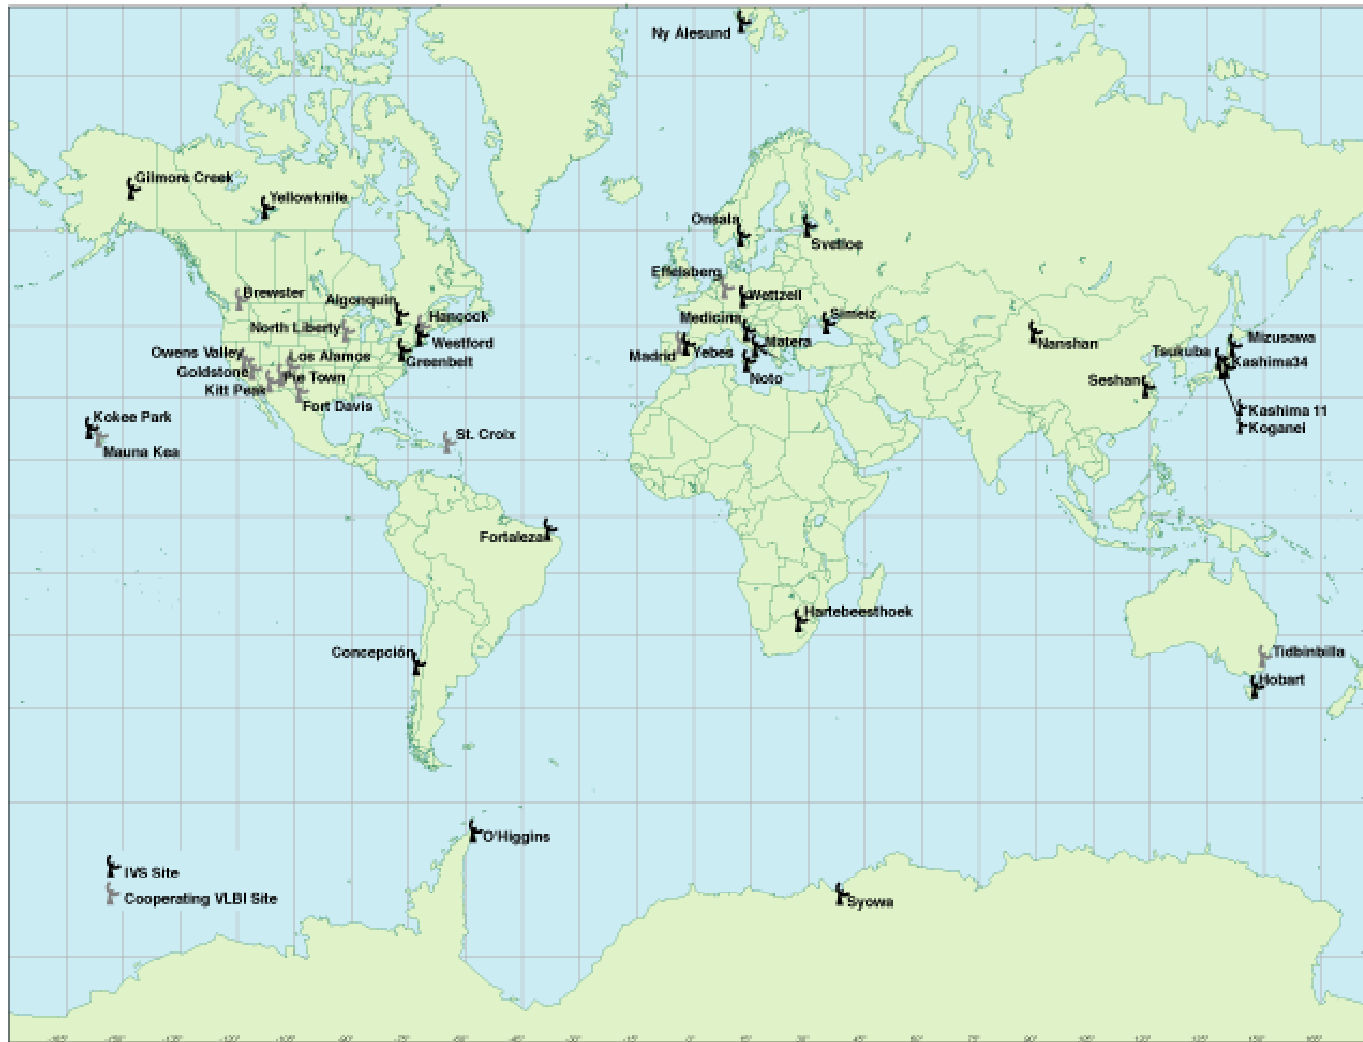 Ny Alesund
Gilmore Creek
Yellowknife
Onsala
Svetloe
Effelsberg
Brewster
Algonquin
Wettzell
Hancock
Medicina
Simeiz
North Liberty
Westford
Matera
Nanshan
Mizusawa
Owens Valley
Los Alamos
Greenbelt
Madrid
Yebes
Tsukuba
Kashima34
Goldstone
Pie Town
Noto
Seshan
Kitt Peak
Fort Davis
Kashima 11
Kokee Park
Koganei
St. Croix
Mauna Kea
Fortaleza
Hartebeesthoek
Concepción
Tidbinbilla
Hobart
O'Higgins
IVS Site
Cooperating VLBI Site
Syowa